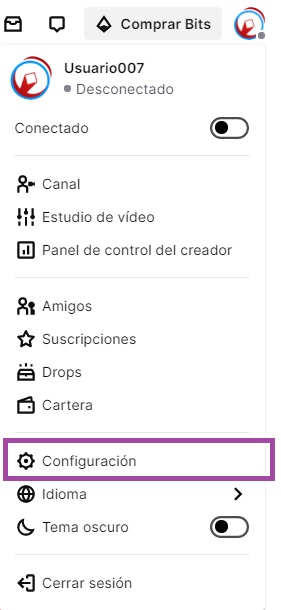 Comprar Bits
Usuario007
Desconectado
Conectado
Canal
Estudio de vídeo
Panel de control del creador
Amigos
Suscripciones
Drops
Cartera
Configuración
Idioma
Tema oscuro
Cerrar sesión